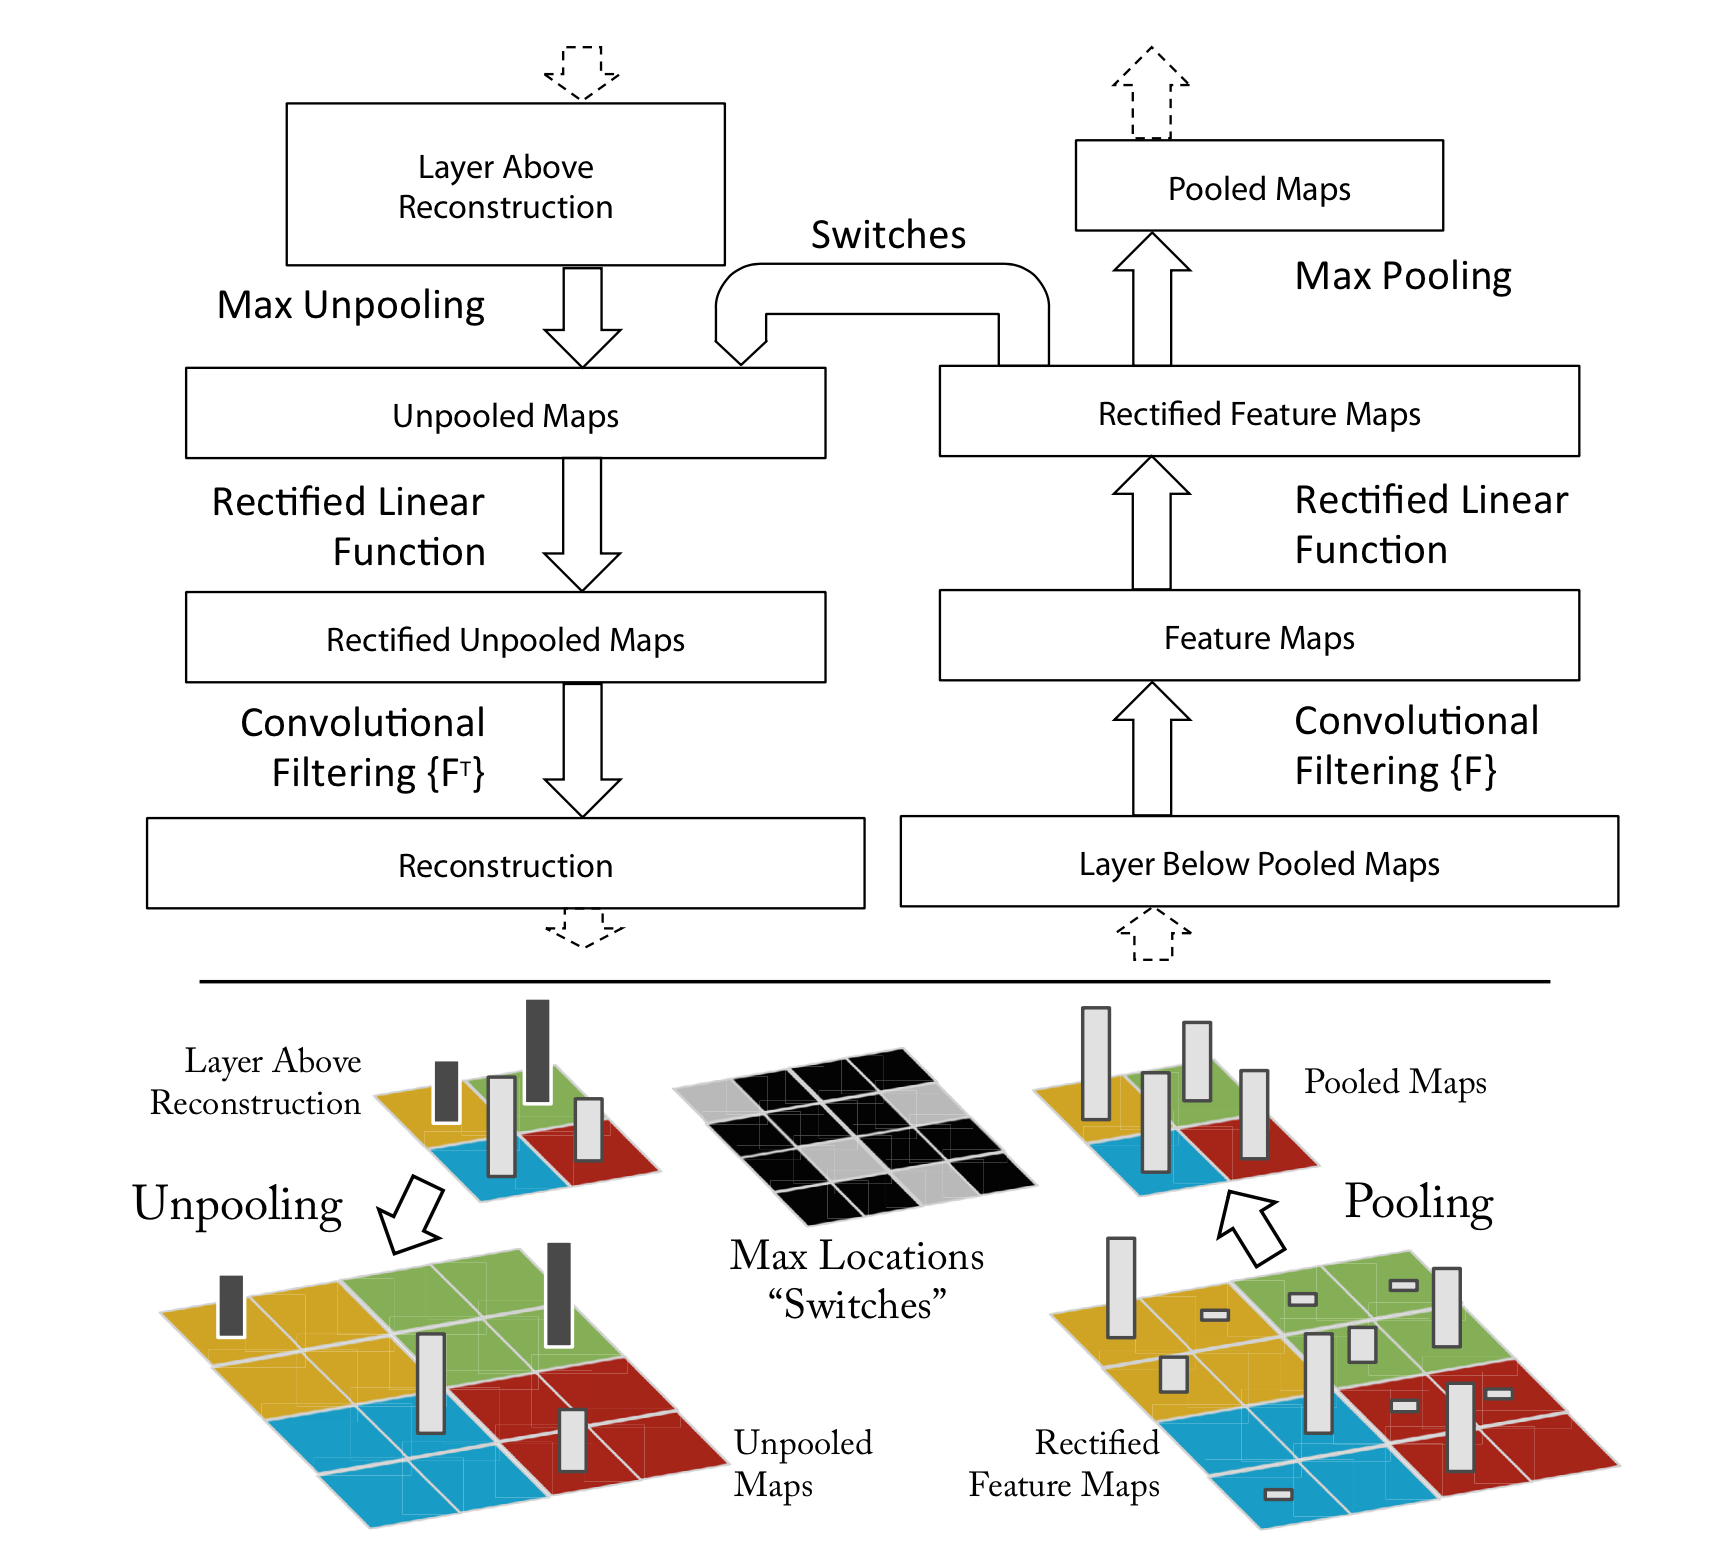 Layer Above
Reconstruction
Pooled Maps
Switches
Max Unpooling
Max Pooling
Unpooled Maps
Rectified Feature Maps
Rectified Linear
Function
Rectified Linear
Function
Rectified Unpooled Maps
Feature Maps
Convolutional
Filtering {Fᵀ}
Convolutional
Filtering {F}
Reconstruction
Layer Below Pooled Maps
Layer Above
Reconstruction
Pooled Maps
Unpooling
Pooling
Max Locations
“Switches”
Unpooled
Maps
Rectified
Feature Maps